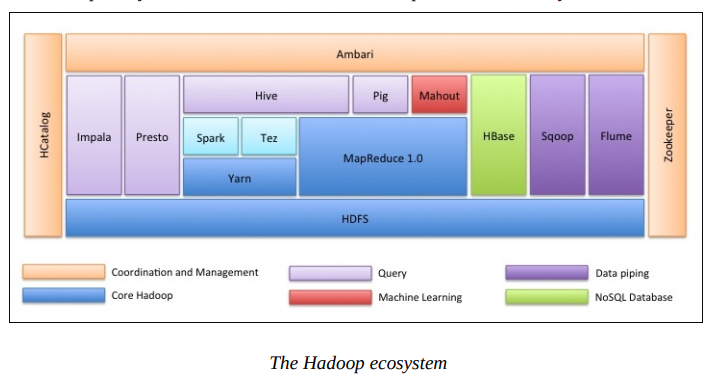 Ambari
HCatalog
Impala
Presto
Hive
Pig
Mahout
Spark
Tez
Yarn
MapReduce 1.0
HBase
Sqoop
Flume
Zookeeper
HDFS
Coordination and Management
Query
Data piping
Core Hadoop
Machine Learning
NoSQL Database
The Hadoop ecosystem